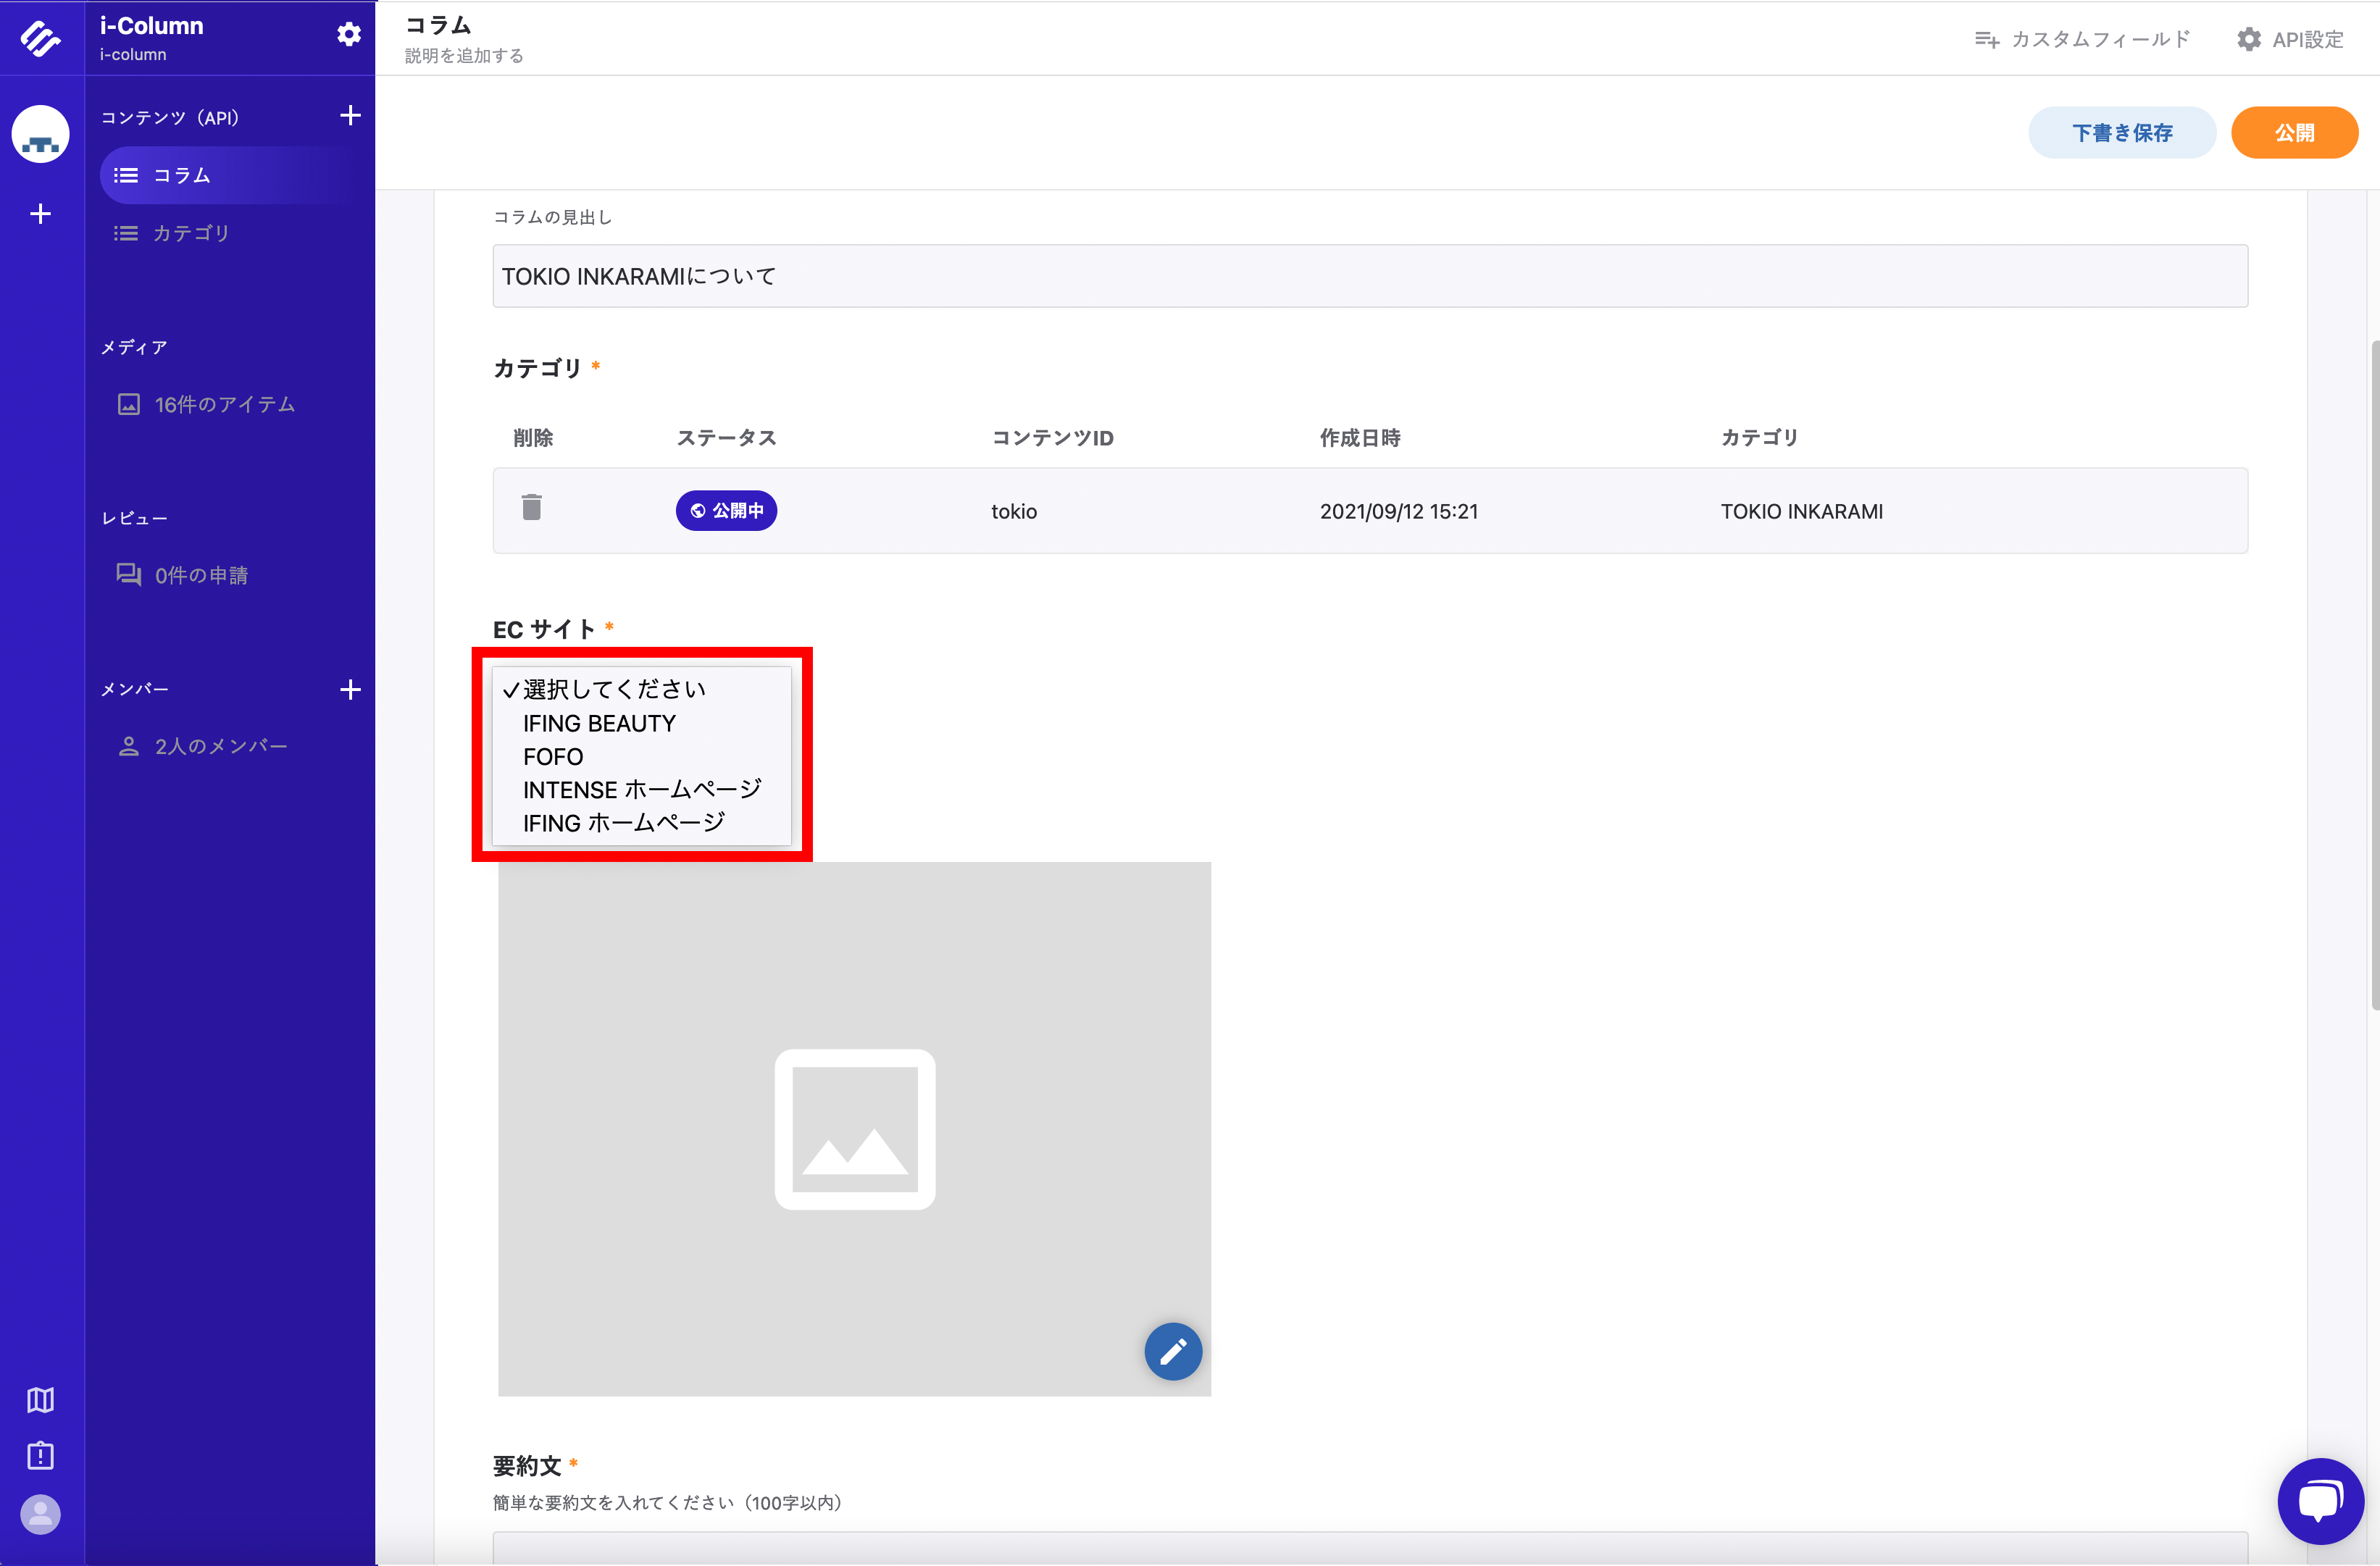 i-Column
i-column
コラム
説明を追加する
カスタムフィールド
API設定
コンテンツ（API）
コラム
カテゴリ
メディア
16件のアイテム
レビュー
0件の申請
メンバー
2人のメンバー
下書き保存
公開
コラムの見出し
TOKIO INKARAMIについて
カテゴリ *
削除 ステータス コンテンツID 作成日時 カテゴリ
公開中 tokio 2021/09/12 15:21 TOKIO INKARAMI
EC サイト *
✓選択してください
IFING BEAUTY
FOFO
INTENSE ホームページ
IFING ホームページ
要約文 *
簡単な要約文を入れてください（100字以内）